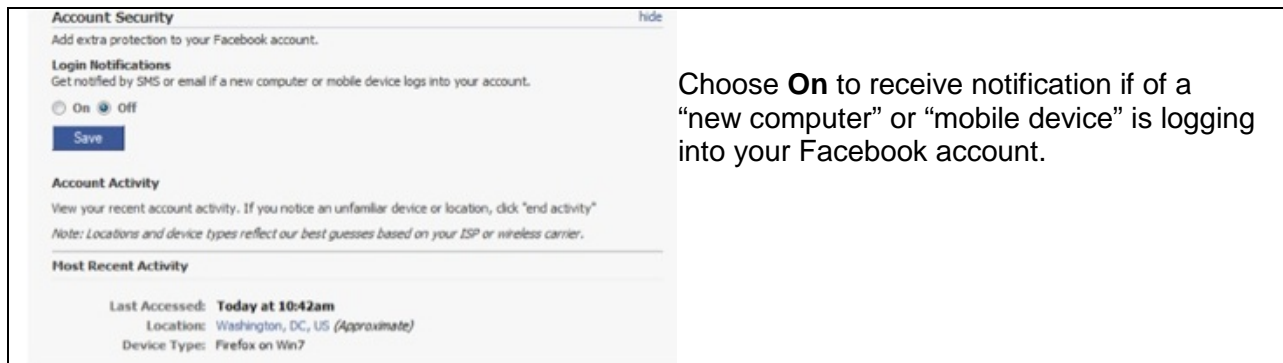 Account Security hide
Add extra protection to your Facebook account.
Login Notifications
Get notified by SMS or email if a new computer or mobile device logs into your account.
On Off
Save
Account Activity
View your recent account activity. If you notice an unfamiliar device or location, click "end activity"
Note: Locations and device types reflect our best guesses based on your ISP or wireless carrier.
Most Recent Activity
Last Accessed: Today at 10:42am
Location: Washington, DC, US (Approximate)
Device Type: Firefox on Win7
Choose On to receive notification if of a
“new computer” or “mobile device” is logging
into your Facebook account.